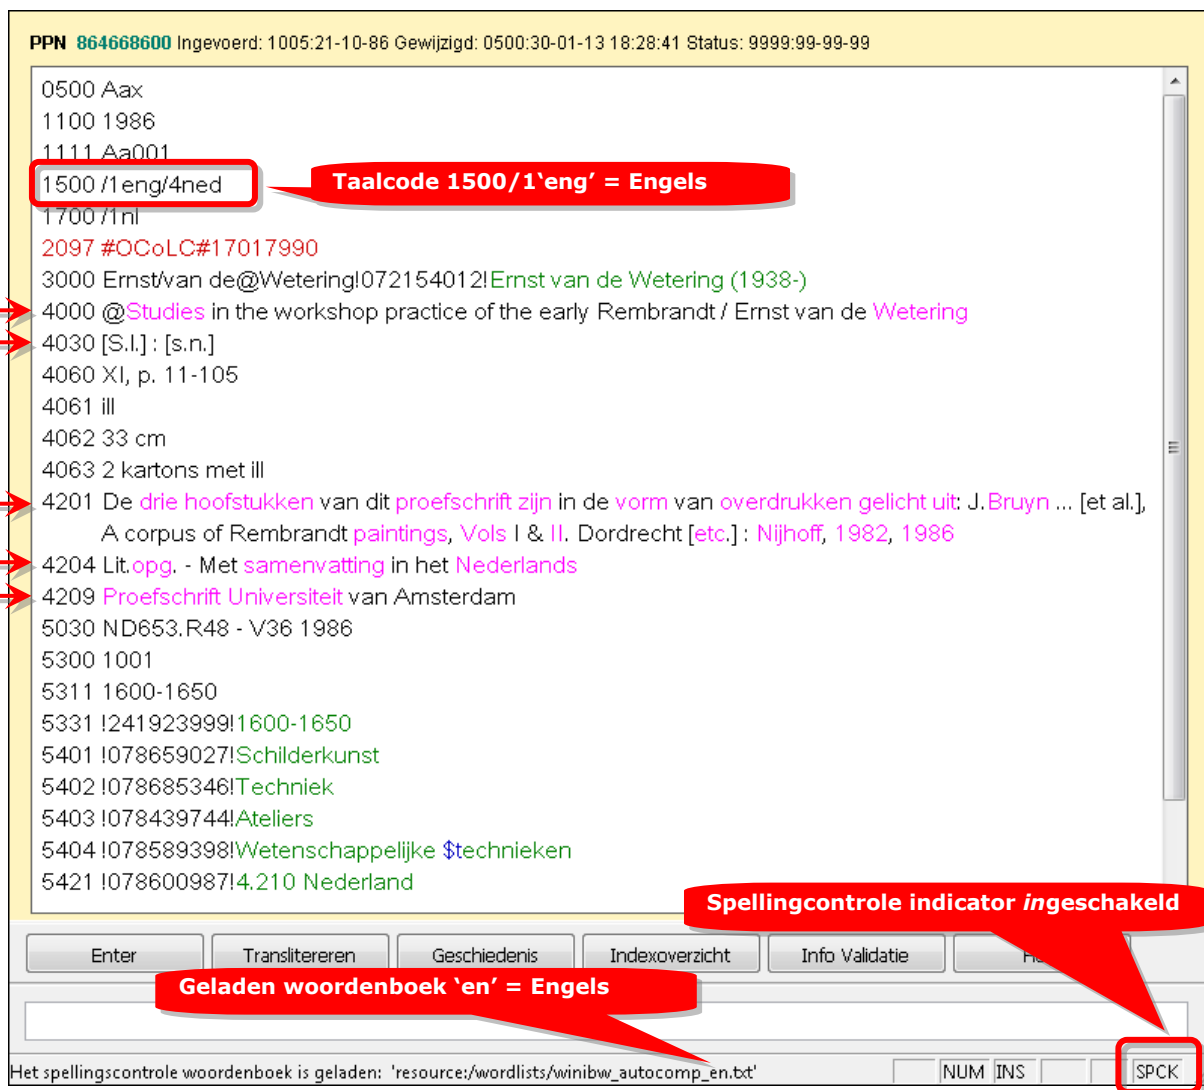 PPN 864668600 Ingevoerd: 1005:21-10-86 Gewijzigd: 0500:30-01-13 18:28:41 Status: 9999:99-99-99
0500 Aax
1100 1986
1111 Aa001
1500 /1eng/4ned
Taalcode 1500/1‘eng’ = Engels
1700 /1nl
2097 #OCoLC#17017990
3000 Ernst/van de@Wetering!072154012!Ernst van de Wetering (1938-)
4000 @Studies in the workshop practice of the early Rembrandt / Ernst van de Wetering
4030 [S.l.] : [s.n.]
4060 XI, p. 11-105
4061 ill
4062 33 cm
4063 2 kartons met ill
4201 De drie hoofstukken van dit proefschrift zijn in de vorm van overdrukken gelicht uit: J.Bruyn ... [et al.],
A corpus of Rembrandt paintings, Vols I & II. Dordrecht [etc.] : Nijhoff, 1982, 1986
4204 Lit.opg. - Met samenvatting in het Nederlands
4209 Proefschrift Universiteit van Amsterdam
5030 ND653.R48 - V36 1986
5300 1001
5311 1600-1650
5331 !241923999!1600-1650
5401 !078659027!Schilderkunst
5402 !078685346!Techniek
5403 !078439744!Ateliers
5404 !078589398!Wetenschappelijke $technieken
5421 !078600987!4.210 Nederland
Spellingcontrole indicator ingeschakeld
Enter Translitereren Geschiedenis Indexoverzicht Info Validatie
Geladen woordenboek ‘en’ = Engels
Het spellingscontrole woordenboek is geladen: 'resource:/wordlists/winibw_autocomp_en.txt' NUM INS SPCK